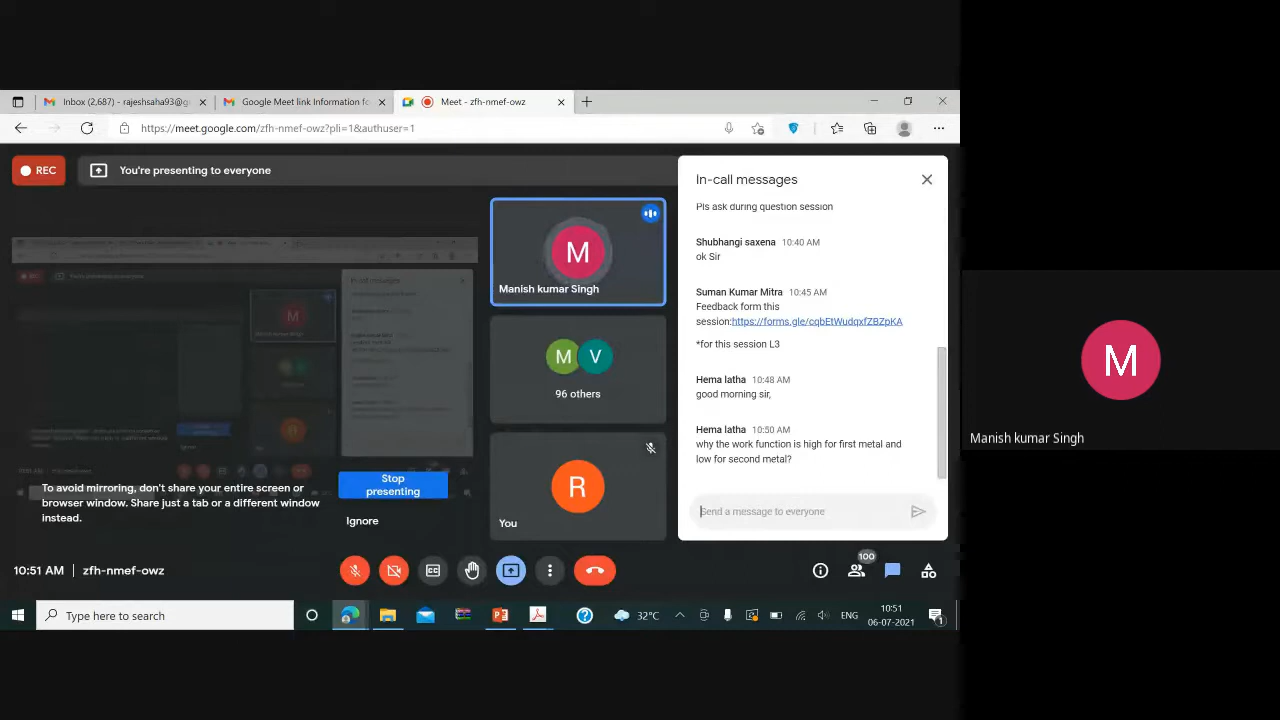 Inbox (2,687) - rajeshsaha93@g
Google Meet link Information fo
Meet - zfh-nmef-owz
https://meet.google.com/zfh-nmef-owz?pli=1&authuser=1
REC
You're presenting to everyone
In-call messages
Pls ask during question session
Shubhangi saxena 10:40 AM
ok Sir
Suman Kumar Mitra 10:45 AM
Feedback form this
session:https://forms.gle/cqbEtWudqxfZBZpKA
*for this session L3
Hema latha 10:48 AM
good morning sir,
Hema latha 10:50 AM
why the work function is high for first metal and
low for second metal?
Send a message to everyone
M
Manish kumar Singh
M V
96 others
R
You
To avoid mirroring, don't share your entire screen or
browser window. Share just a tab or a different window
instead.
Stop
presenting
Ignore
10:51 AM | zfh-nmef-owz
CC
100
Type here to search
32°C
ENG
10:51
06-07-2021
1
M
Manish kumar Singh